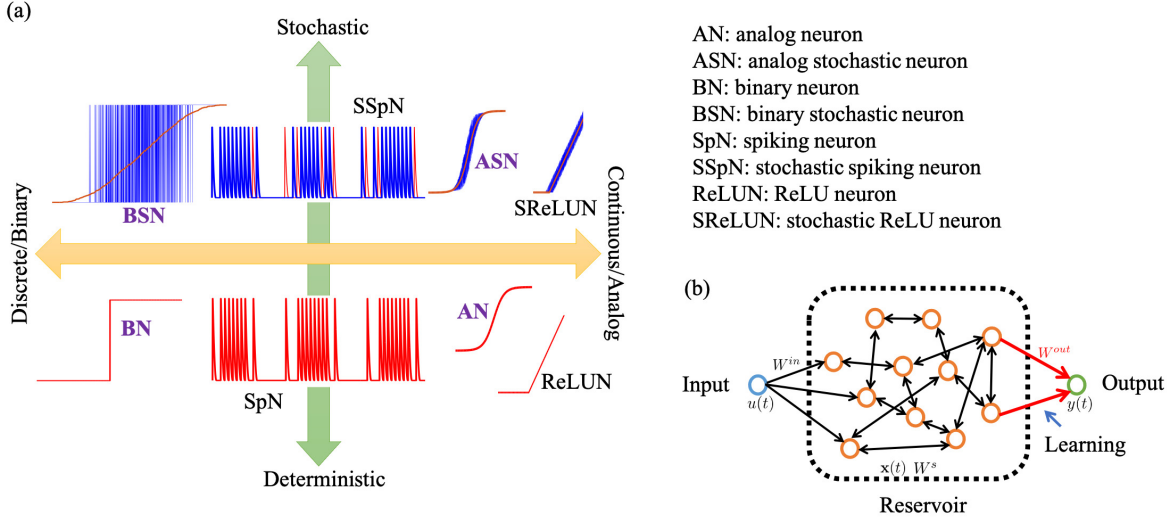 (a)
Stochastic
SSpN
ASN
BSN
SReLUN
Discrete/Binary
Continuous/Analog
BN
AN
SpN
ReLUN
Deterministic
AN: analog neuron
ASN: analog stochastic neuron
BN: binary neuron
BSN: binary stochastic neuron
SpN: spiking neuron
SSpN: stochastic spiking neuron
ReLUN: ReLU neuron
SReLUN: stochastic ReLU neuron
(b)
W^{in}
W^{out}
Input
u(t)
Output
y(t)
Learning
x(t) W^{s}
Reservoir